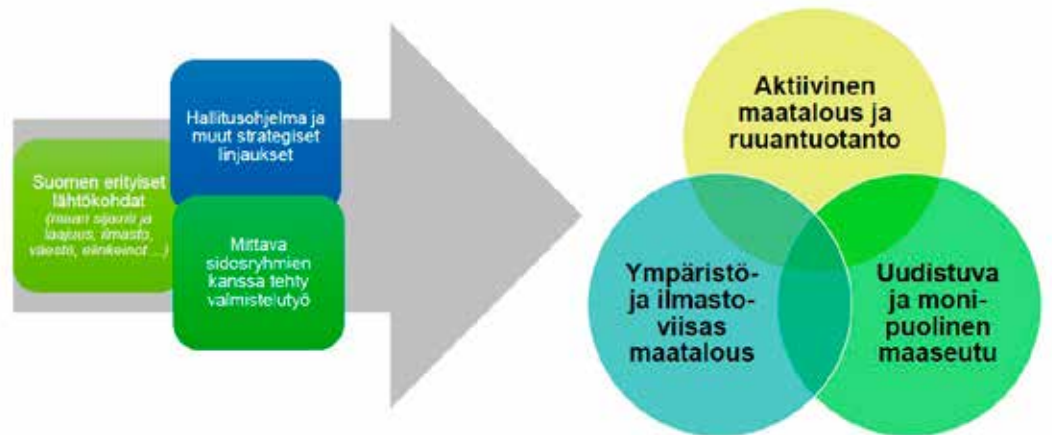 Hallitusohjelma ja
muut strategiset
linjaukset
Suomen erityiset
lähtökohdat
(maan sijainti ja
laajuus, ilmasto,
väestö, elinkeinot ...)
Mittava
sidosryhmien
kanssa tehty
valmistelutyö
Aktiivinen
maatalous ja
ruuantuotanto
Ympäristö-
ja ilmasto-
viisas
maatalous
Uudistuva
ja moni-
puolinen
maaseutu